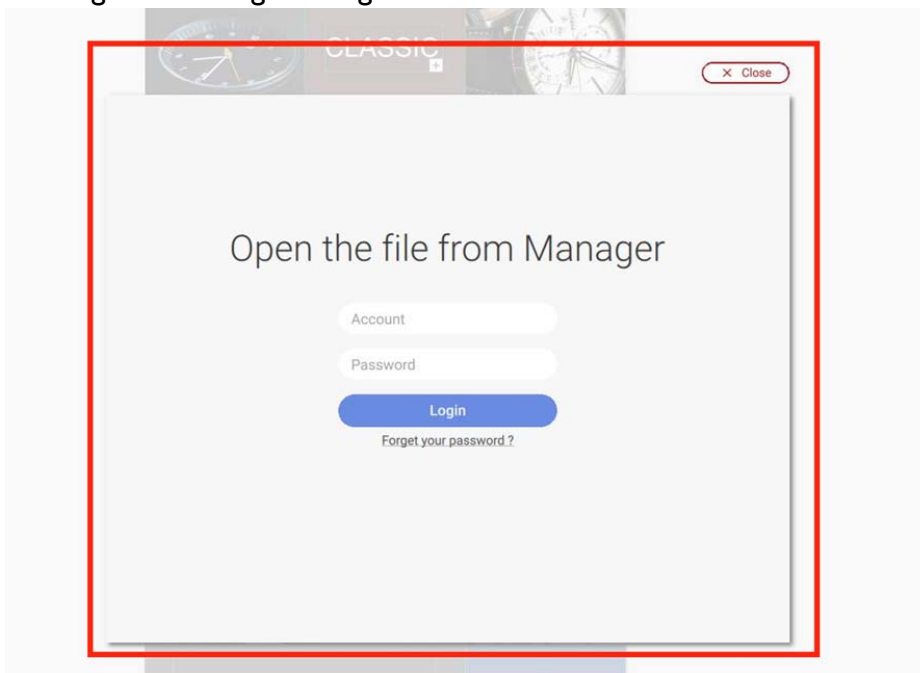 CLASSIC
× Close
Open the file from Manager
Account
Password
Login
Forget your password ?